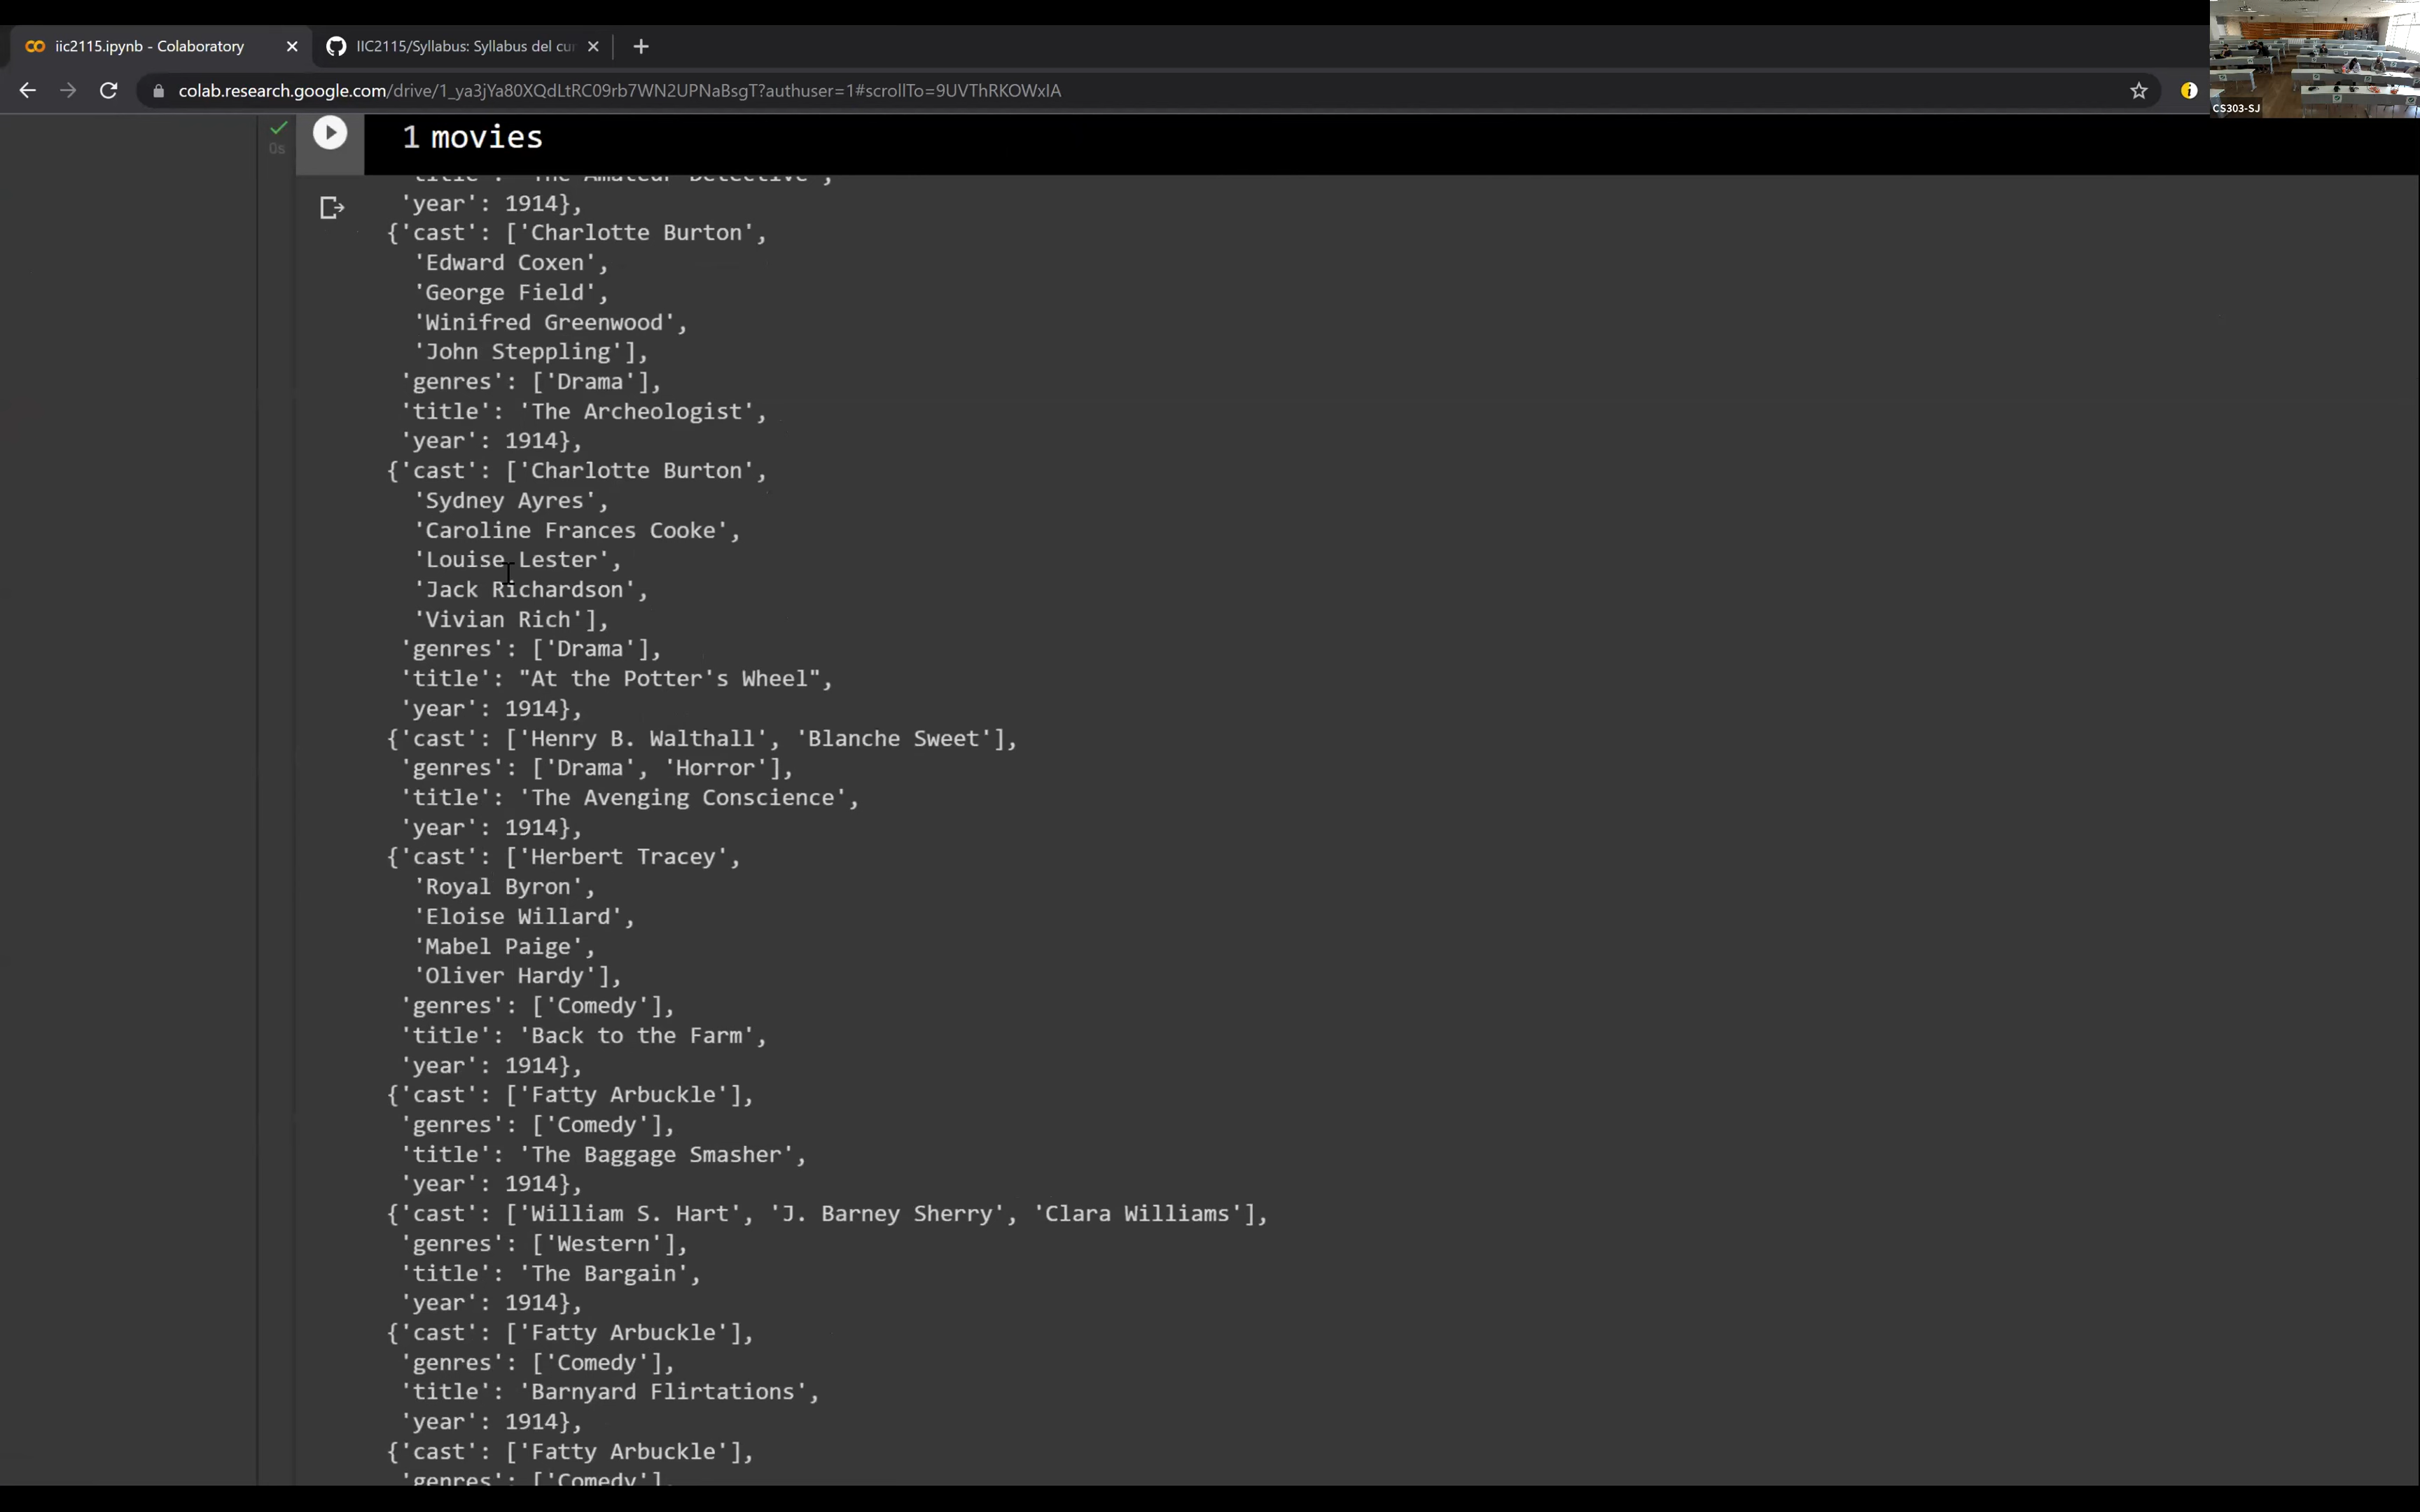 iic2115.ipynb - Colaboratory
IIC2115/Syllabus: Syllabus del cu
colab.research.google.com/drive/1_ya3jYa80XQdLtRC09rb7WN2UPNaBsgT?authuser=1#scrollTo=9UVThRKOWxIA
CS303-SJ
0s
1 movies
'title': 'The Amateur Detective',
'year': 1914},
{'cast': ['Charlotte Burton',
'Edward Coxen',
'George Field',
'Winifred Greenwood',
'John Steppling'],
'genres': ['Drama'],
'title': 'The Archeologist',
'year': 1914},
{'cast': ['Charlotte Burton',
'Sydney Ayres',
'Caroline Frances Cooke',
'Louise Lester',
'Jack Richardson',
'Vivian Rich'],
'genres': ['Drama'],
'title': "At the Potter's Wheel",
'year': 1914},
{'cast': ['Henry B. Walthall', 'Blanche Sweet'],
'genres': ['Drama', 'Horror'],
'title': 'The Avenging Conscience',
'year': 1914},
{'cast': ['Herbert Tracey',
'Royal Byron',
'Eloise Willard',
'Mabel Paige',
'Oliver Hardy'],
'genres': ['Comedy'],
'title': 'Back to the Farm',
'year': 1914},
{'cast': ['Fatty Arbuckle'],
'genres': ['Comedy'],
'title': 'The Baggage Smasher',
'year': 1914},
{'cast': ['William S. Hart', 'J. Barney Sherry', 'Clara Williams'],
'genres': ['Western'],
'title': 'The Bargain',
'year': 1914},
{'cast': ['Fatty Arbuckle'],
'genres': ['Comedy'],
'title': 'Barnyard Flirtations',
'year': 1914},
{'cast': ['Fatty Arbuckle'],
'genres': ['Comedy'],